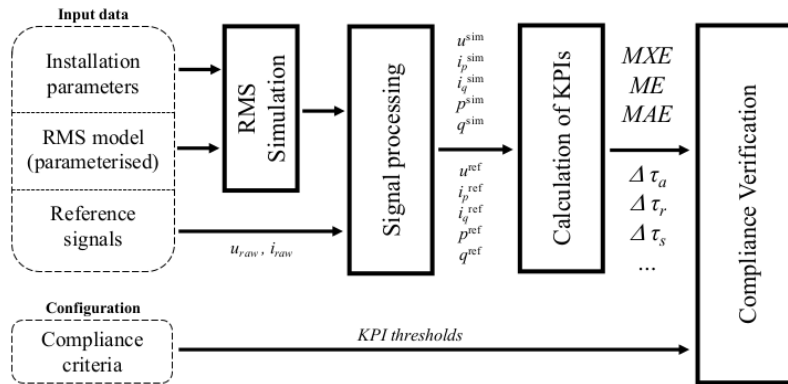 Input data
Installation
parameters
RMS model
(parameterised)
Reference
signals
RMS
Simulation
u_raw, i_raw
Signal processing
u^sim
i_p^sim
i_q^sim
p^sim
q^sim
u^ref
i_p^ref
i_q^ref
p^ref
q^ref
Calculation of KPIs
MXE
ME
MAE
Δ τ_a
Δ τ_r
Δ τ_s
...
Compliance Verification
Configuration
Compliance
criteria
KPI thresholds